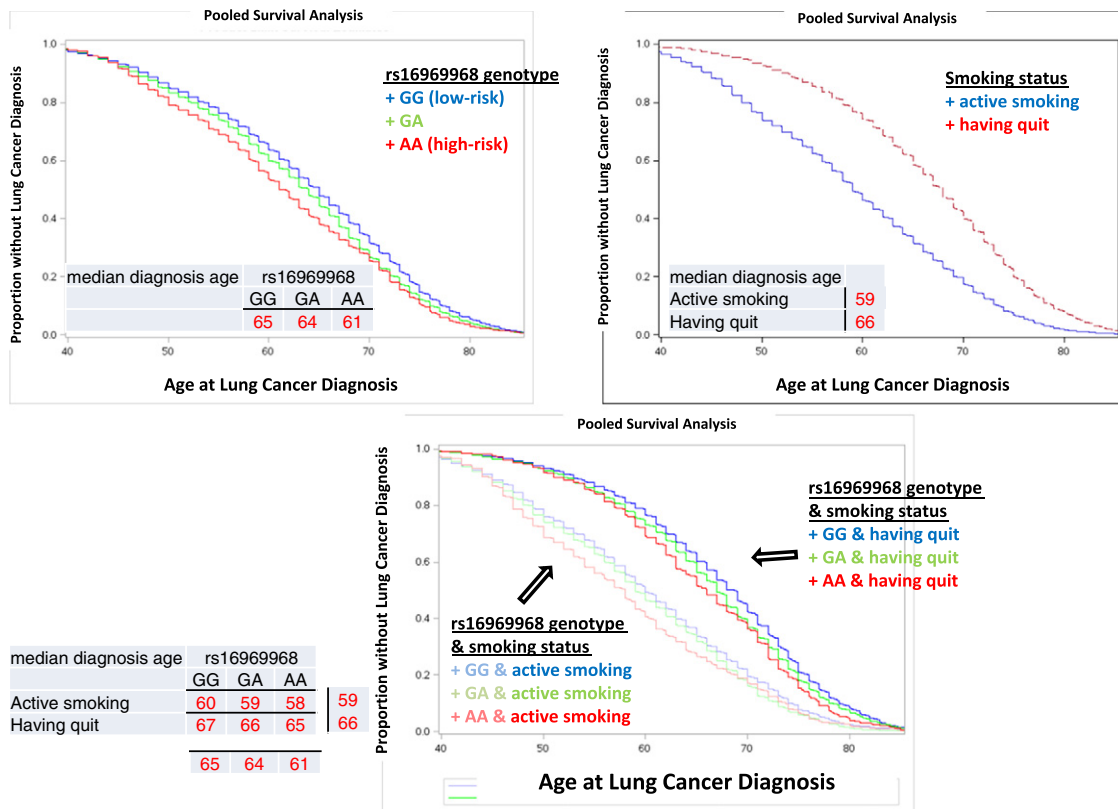 Pooled Survival Analysis
Proportion without Lung Cancer Diagnosis
1.0
0.8
0.6
0.4
0.2
0.0
rs16969968 genotype
+ GG (low-risk)
+ GA
+ AA (high-risk)
median diagnosis age rs16969968
GG GA AA
65 64 61
40 50 60 70 80
Age at Lung Cancer Diagnosis
Pooled Survival Analysis
Proportion without Lung Cancer Diagnosis
1.0
0.8
0.6
0.4
0.2
0.0
Smoking status
+ active smoking
+ having quit
median diagnosis age
Active smoking 59
Having quit 66
40 50 60 70 80
Age at Lung Cancer Diagnosis
Pooled Survival Analysis
Proportion without Lung Cancer Diagnosis
1.0
0.8
0.6
0.4
0.2
0.0
rs16969968 genotype
& smoking status
+ GG & having quit
+ GA & having quit
+ AA & having quit
rs16969968 genotype
& smoking status
+ GG & active smoking
+ GA & active smoking
+ AA & active smoking
40 50 60 70 80
Age at Lung Cancer Diagnosis
median diagnosis age rs16969968
GG GA AA
Active smoking 60 59 58 59
Having quit 67 66 65 66
65 64 61